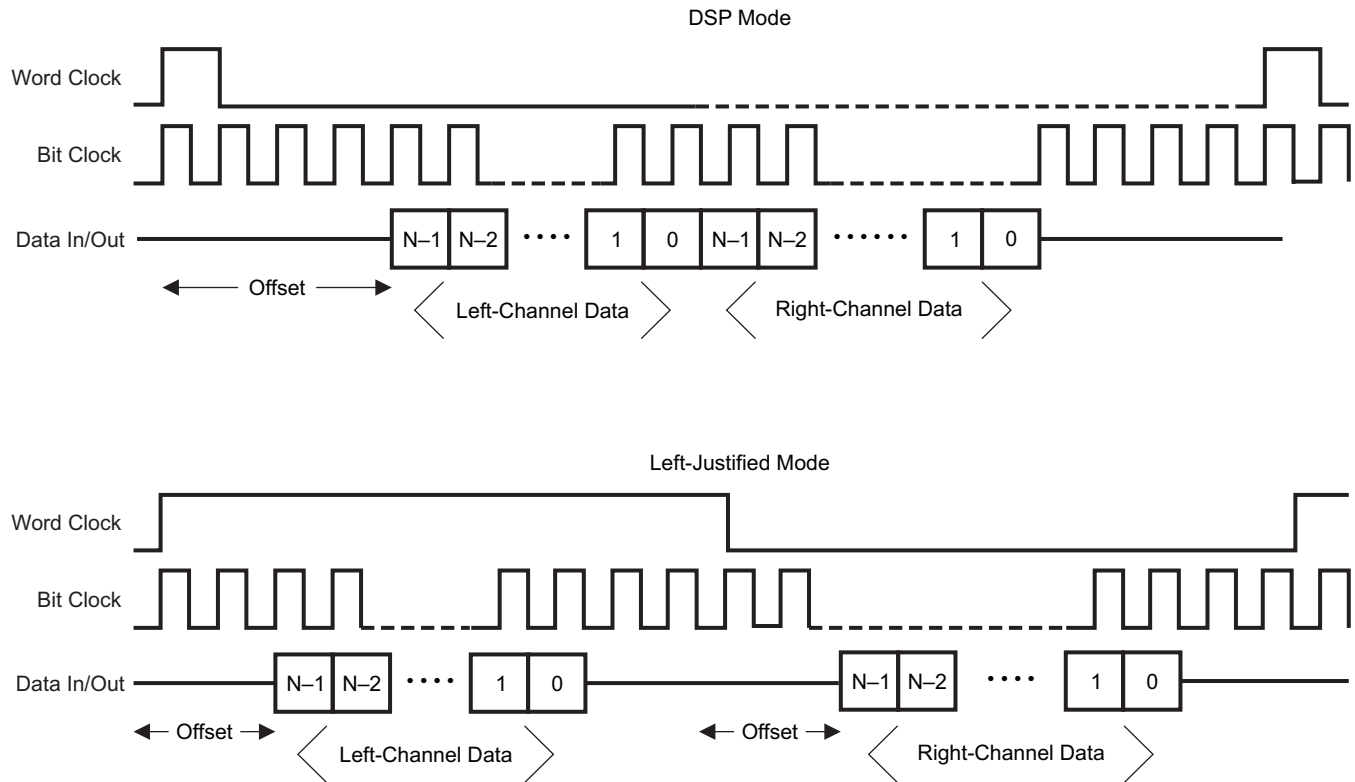 DSP Mode
Word Clock
Bit Clock
Data In/Out
N–1 N–2 ···· 1 0 N–1 N–2 ······ 1 0
Offset
Left-Channel Data
Right-Channel Data
Left-Justified Mode
Word Clock
Bit Clock
Data In/Out
N–1 N–2 ···· 1 0 N–1 N–2 ···· 1 0
Offset
Offset
Left-Channel Data
Right-Channel Data